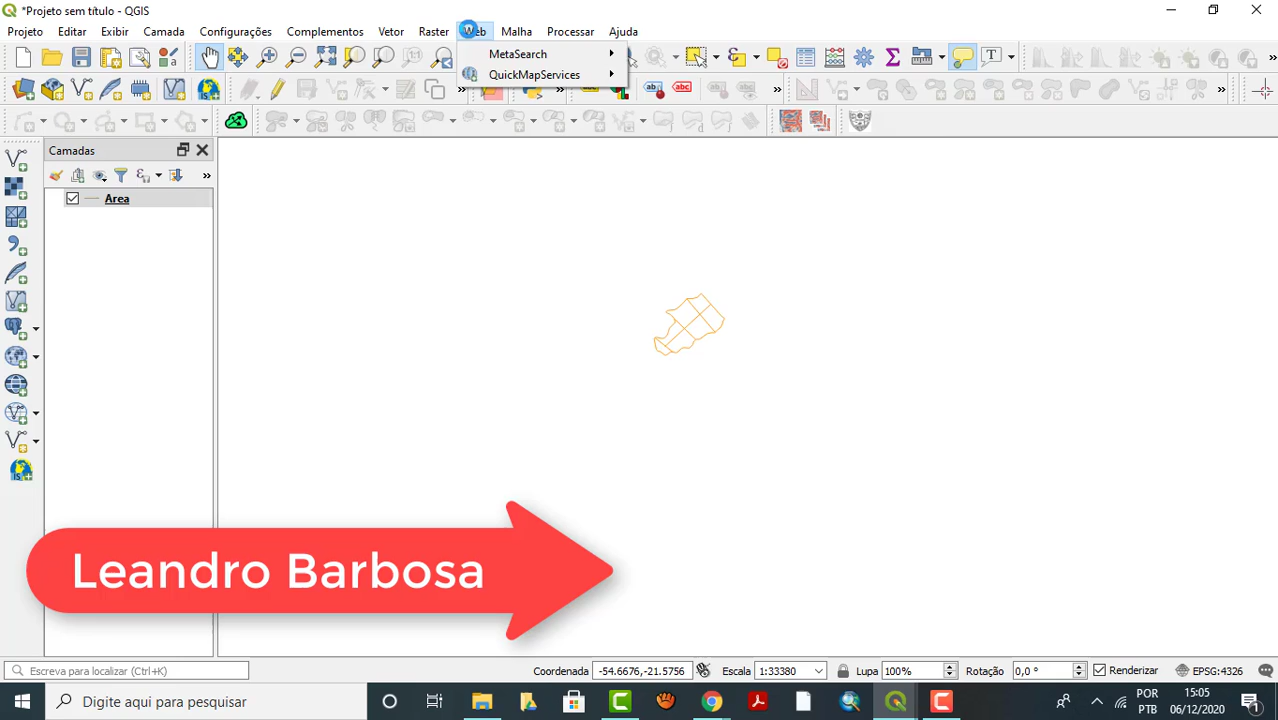 *Projeto sem título - QGIS
Projeto Editar Exibir Camada Configurações Complementos Vetor Raster Web Malha Processar Ajuda
MetaSearch
QuickMapServices
Camadas
Area
Leandro Barbosa
Escreva para localizar (Ctrl+K) Coordenada -54.6676,-21.5756 Escala 1:33380 Lupa 100% Rotação 0,0 ° Renderizar EPSG:4326
Digite aqui para pesquisar
POR
PTB
15:05
06/12/2020
1